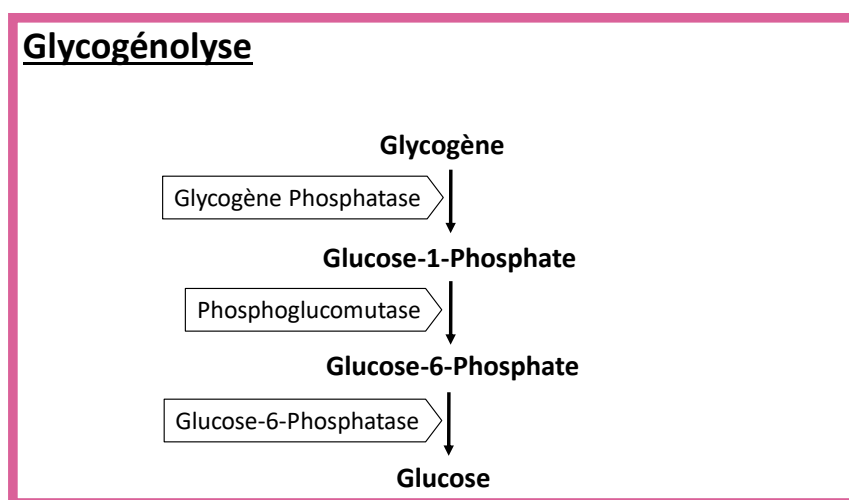 Glycogénolyse
Glycogène
Glycogène Phosphatase
Glucose-1-Phosphate
Phosphoglucomutase
Glucose-6-Phosphate
Glucose-6-Phosphatase
Glucose